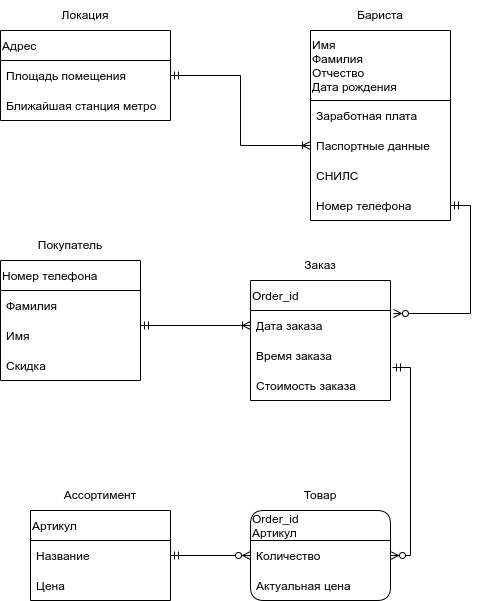 Локация
Адрес
Площадь помещения
Ближайшая станция метро
Бариста
Имя
Фамилия
Отчество
Дата рождения
Заработная плата
Паспортные данные
СНИЛС
Номер телефона
Покупатель
Номер телефона
Фамилия
Имя
Скидка
Заказ
Order_id
Дата заказа
Время заказа
Стоимость заказа
Ассортимент
Артикул
Название
Цена
Товар
Order_id
Артикул
Количество
Актуальная цена